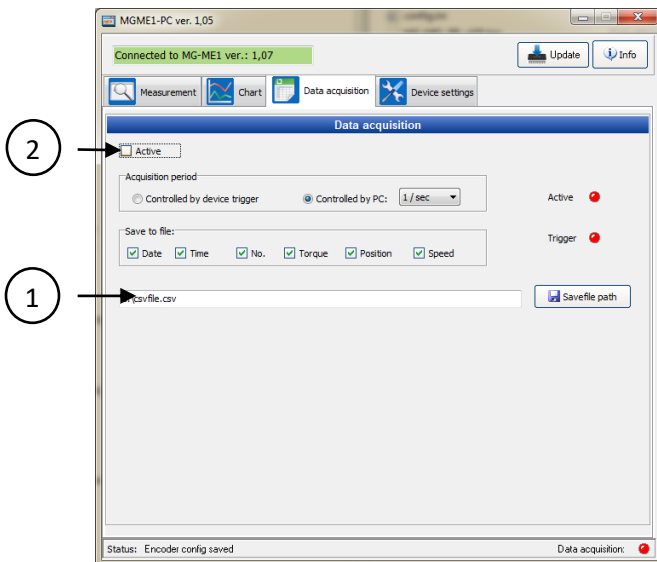 MGME1-PC ver. 1,05
Connected to MG-ME1 ver.: 1,07
Update
Info
Measurement
Chart
Data acquisition
Device settings
Data acquisition
2
Active
Acquisition period
Controlled by device trigger
Controlled by PC:
1 / sec
Active
Save to file:
Trigger
Date
Time
No.
Torque
Position
Speed
1
csvfile.csv
Savefile path
Status: Encoder config saved
Data acquisition: